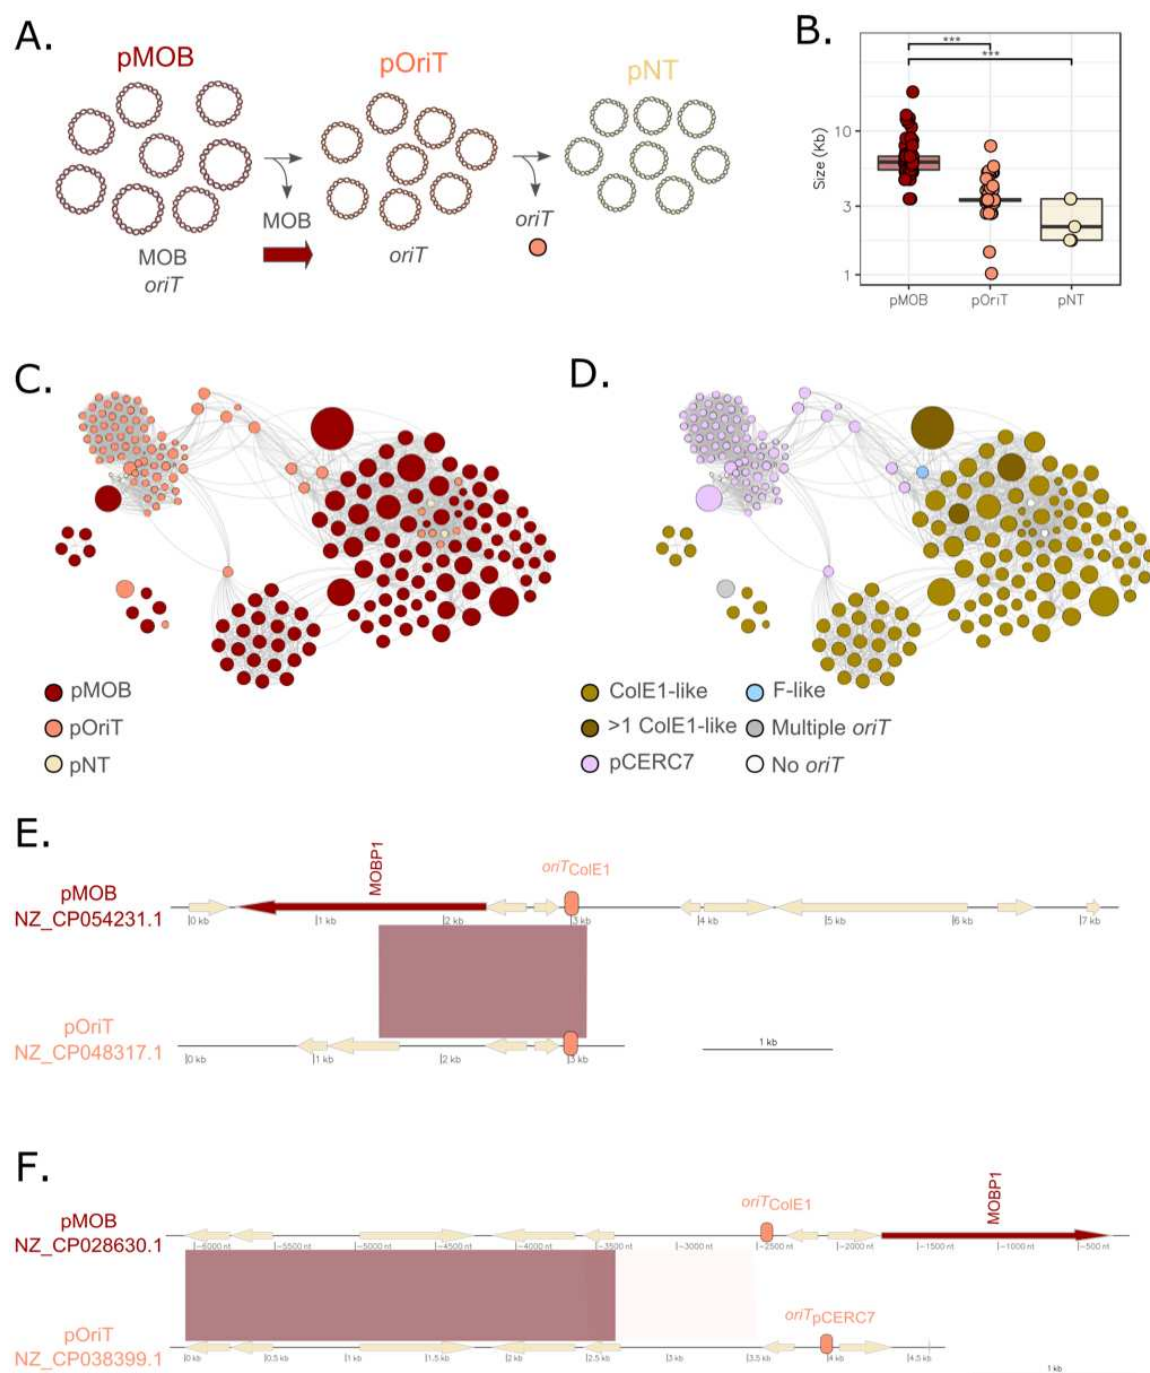 A.
pMOB
pOriT
pNT
MOB
oriT
MOB
oriT
oriT
B.
***
***
Size (Kb)
10
3
1
pMOB
pOriT
pNT
C.
pMOB
pOriT
pNT
D.
ColE1-like
>1 ColE1-like
pCERC7
F-like
Multiple oriT
No oriT
E.
pMOB
NZ_CP054231.1
MOBP1
oriTColE1
0 kb 1 kb 2 kb 3 kb 4 kb 5 kb 6 kb 7 kb
pOriT
NZ_CP048317.1
0 kb 1 kb 2 kb 3 kb
1 kb
F.
pMOB
NZ_CP028630.1
oriTColE1
MOBP1
−6000 nt −5500 nt −5000 nt −4500 nt −4000 nt −3500 nt −3000 nt −2500 nt −2000 nt −1500 nt −1000 nt −500 nt
pOriT
NZ_CP038399.1
oriTpCERC7
0 kb 0.5 kb 1 kb 1.5 kb 2 kb 2.5 kb 3 kb 3.5 kb 4 kb 4.5 kb
1 kb